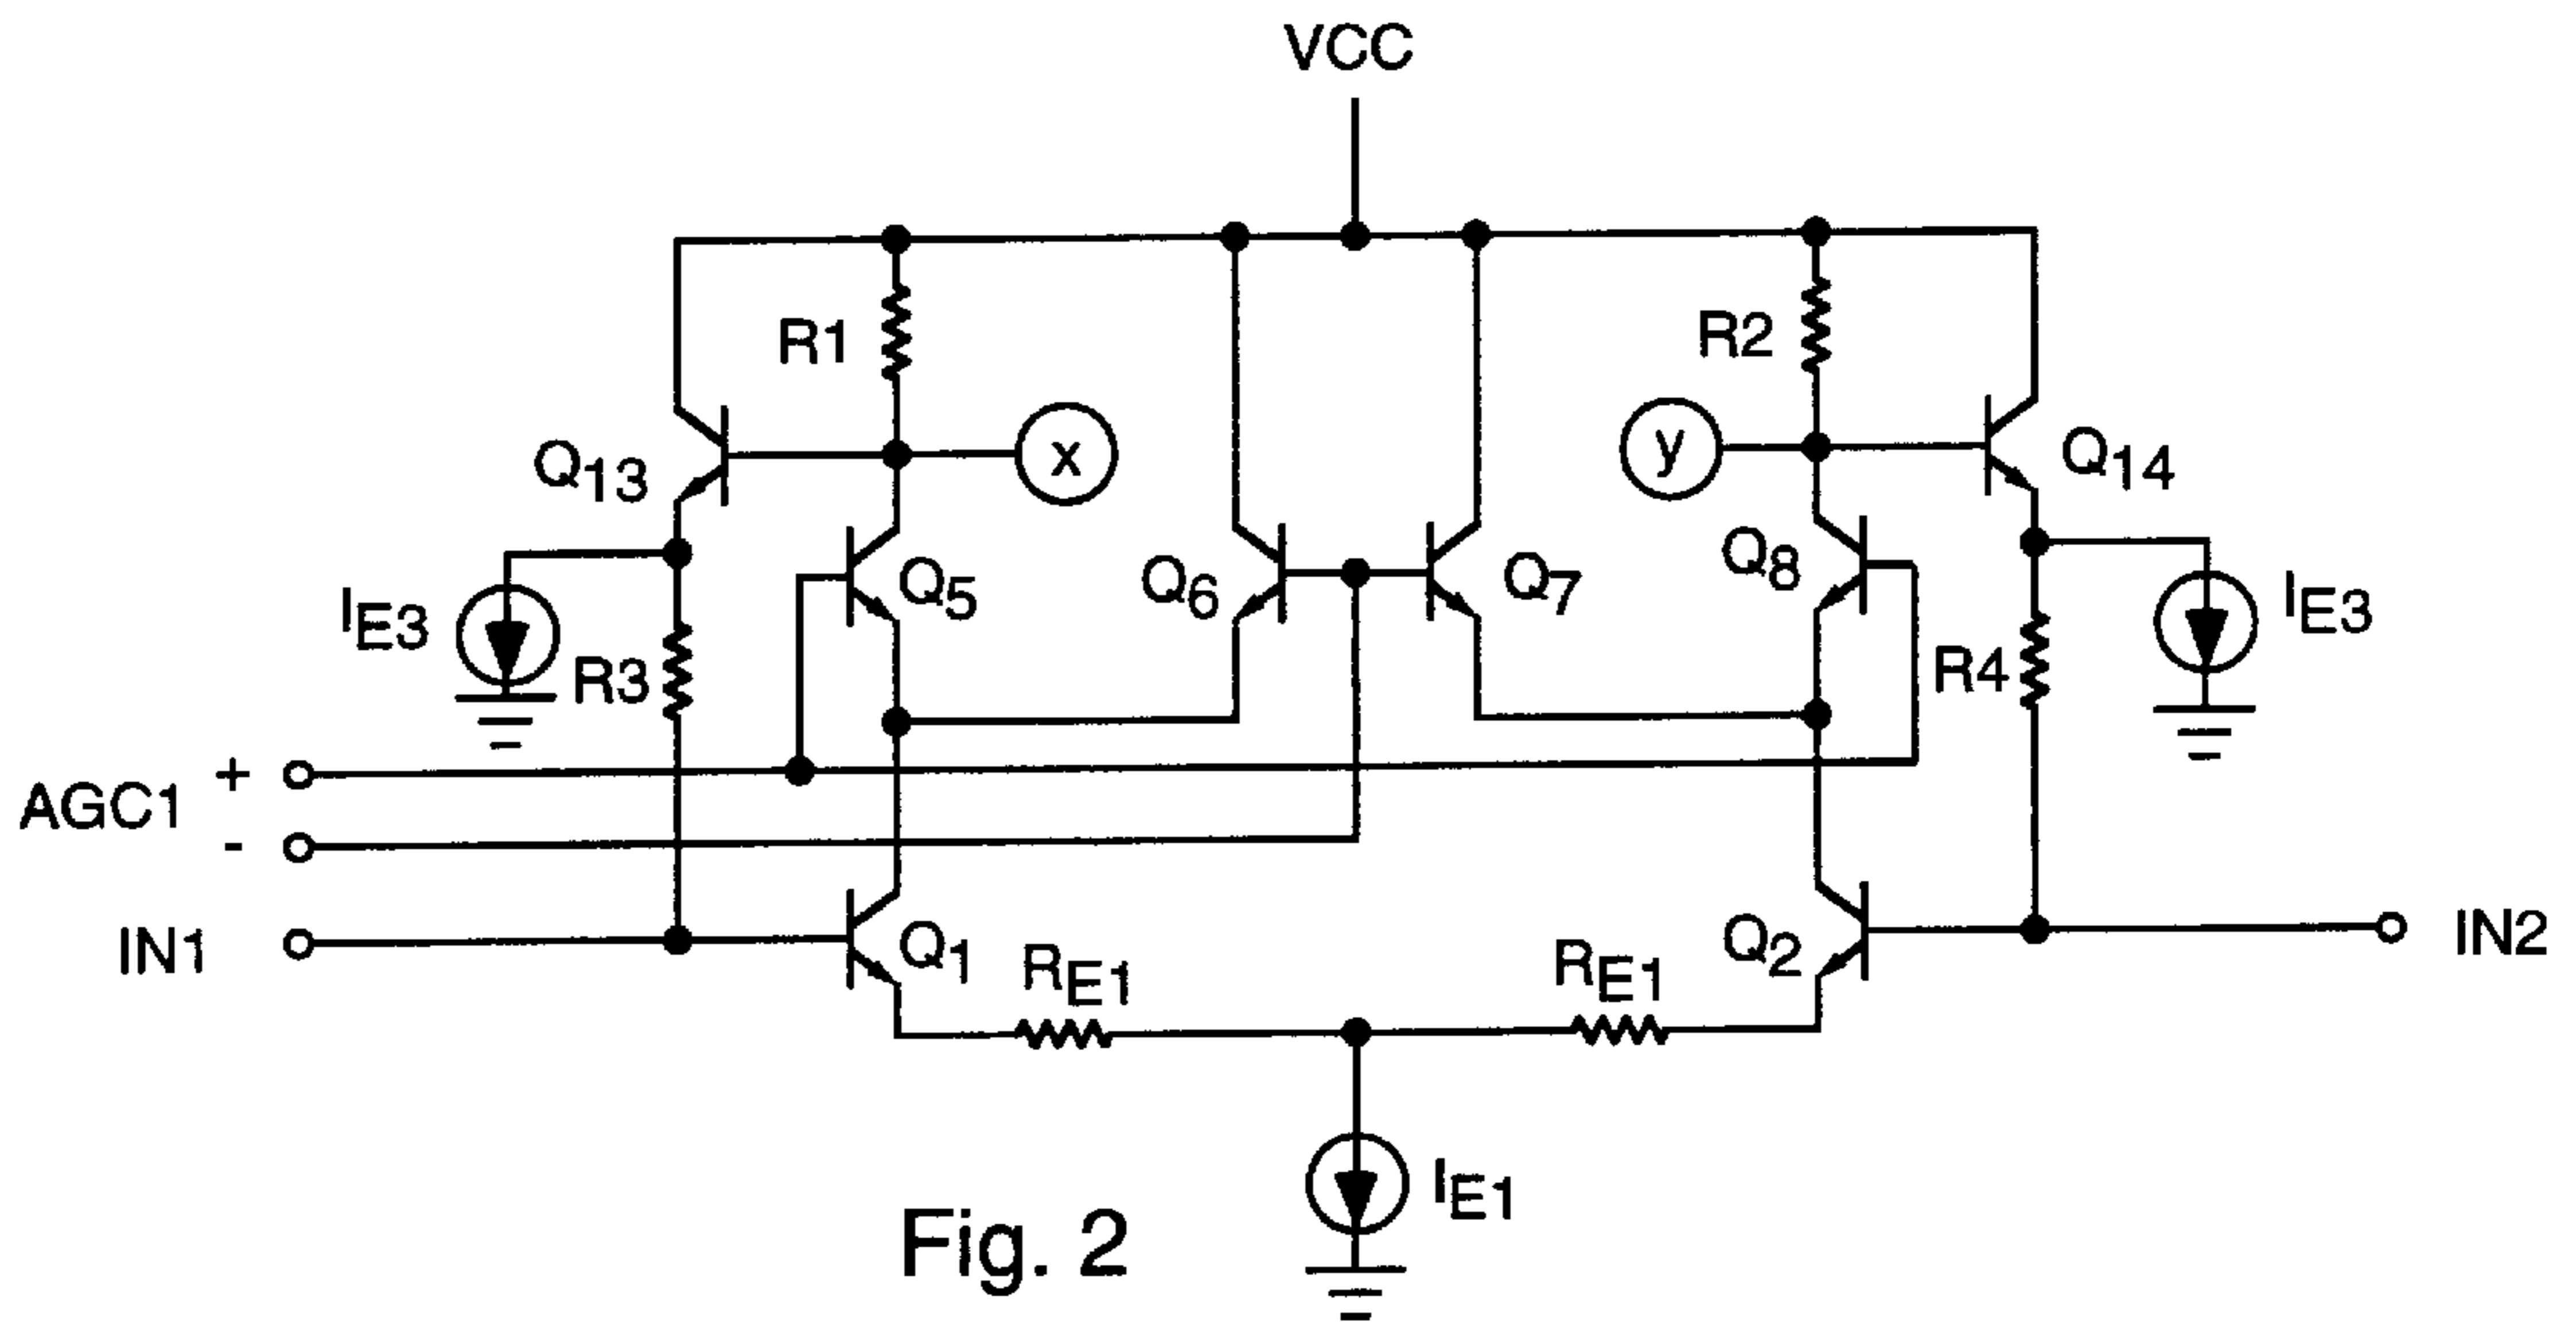 VCC
R1
R2
Q13
x
y
Q14
Q5
Q6
Q7
Q8
IE3
R3
R4
IE3
+
AGC1
-
IN1
Q1
RE1
RE1
Q2
IN2
IE1
Fig. 2